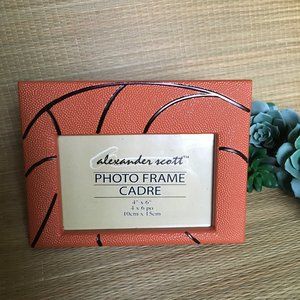 alexander scott™
PHOTO FRAME
CADRE
4" x 6"
4 x 6 po
10cm x 15cm